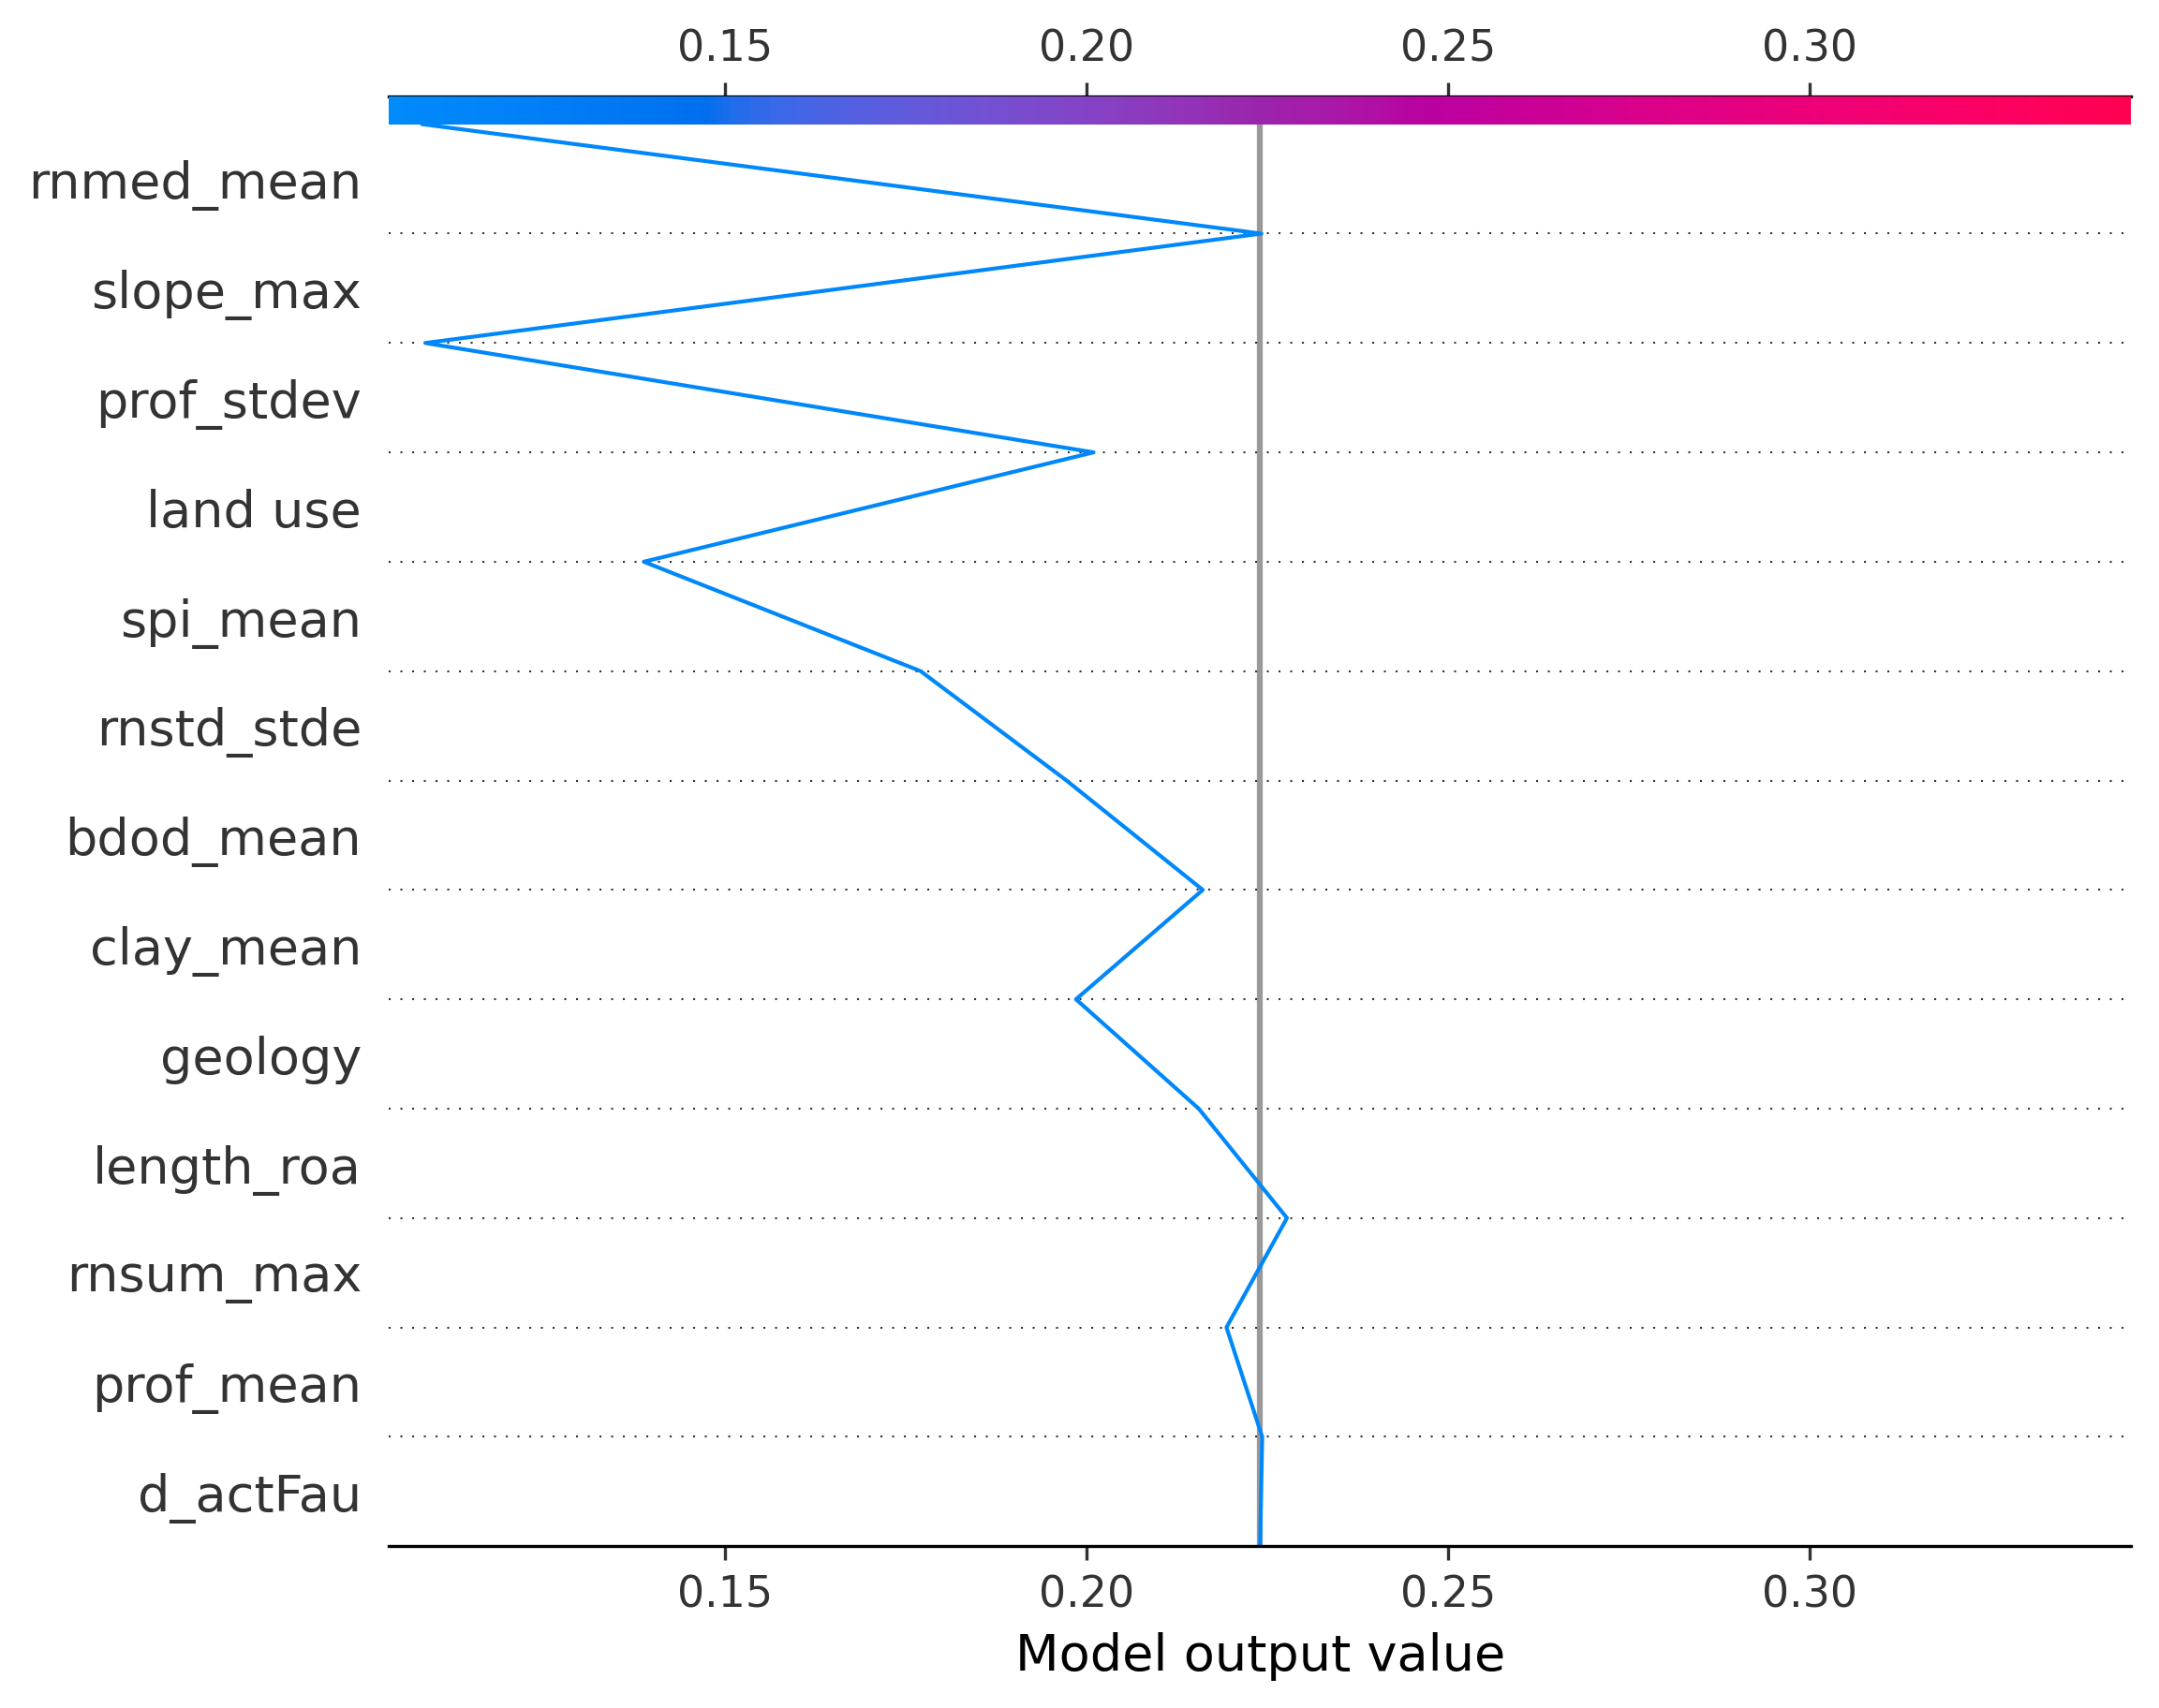 0.15 0.20 0.25 0.30
rnmed_mean
slope_max
prof_stdev
land use
spi_mean
rnstd_stde
bdod_mean
clay_mean
geology
length_roa
rnsum_max
prof_mean
d_actFau
0.15 0.20 0.25 0.30
Model output value